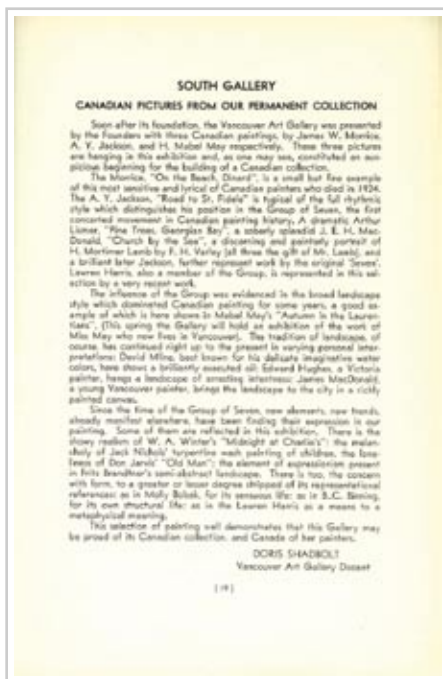 SOUTH GALLERY
CANADIAN PICTURES FROM OUR PERMANENT COLLECTION
Soon after its foundation, the Vancouver Art Gallery was presented
by the Founders with three Canadian paintings, by James W. Morrice,
A. Y. Jackson, and H. Mabel May respectively. These three pictures
are hanging in this exhibition and, as one may see, constituted an aus-
picious beginning for the building of a Canadian collection.
The Morrice, "On the Beach, Dinard", is a small but fine example
of this most sensitive and lyrical of Canadian painters who died in 1924.
The A. Y. Jackson, "Road to St. Fidele" is typical of the full rhythmic
style which distinguishes his position in the Group of Seven, the first
concerted movement in Canadian painting history. A dramatic Arthur
Lismer, "Pine Trees, Georgian Bay", a soberly splendid J. E. H. Mac-
Donald, "Church by the Sea", a discerning and painterly portrait of
H. Mortimer Lamb by F. H. Varley (all three the gift of Mr. Lamb), and
a brilliant later Jackson, further represent work by the original 'Seven'.
Lawren Harris, also a member of the Group, is represented in this sel-
ection by a very recent work.
The influence of the Group was evidenced in the broad landscape
style which dominated Canadian painting for some years, a good ex-
ample of which is here shown in Mabel May's "Autumn in the Lauren-
tians". (This spring the Gallery will hold an exhibition of the work of
Miss May who now lives in Vancouver). The tradition of landscape, of
course, has continued right up to the present in varying personal inter-
pretations: David Milne, best known for his delicate imaginative water
colors, here shows a brilliantly executed oil; Edward Hughes, a Victoria
painter, hangs a landscape of arresting intentness; James MacDonald,
a young Vancouver painter, brings the landscape to the city in a richly
painted canvas.
Since the time of the Group of Seven, new elements, new trends,
already manifest elsewhere, have been finding their expression in our
painting. Some of them are reflected in this exhibition. There is the
showy realism of W. A. Winter's "Midnight at Charlie's"; the melan-
choly of Jack Nichols' turpentine wash painting of children, the lone-
liness of Don Jarvis' "Old Man"; the element of expressionism present
in Fritz Brandtner's semi-abstract landscape. There is too, the concern
with form, to a greater or lesser degree stripped of its representational
references: as in Molly Bobak, for its sensuous life; as in B.C. Binning,
for its own structural life; as in the Lawren Harris as a means to a
metaphysical meaning.
This selection of painting well demonstrates that this Gallery may
be proud of its Canadian collection, and Canada of her painters.
DORIS SHADBOLT
Vancouver Art Gallery Docent
[ 19 ]